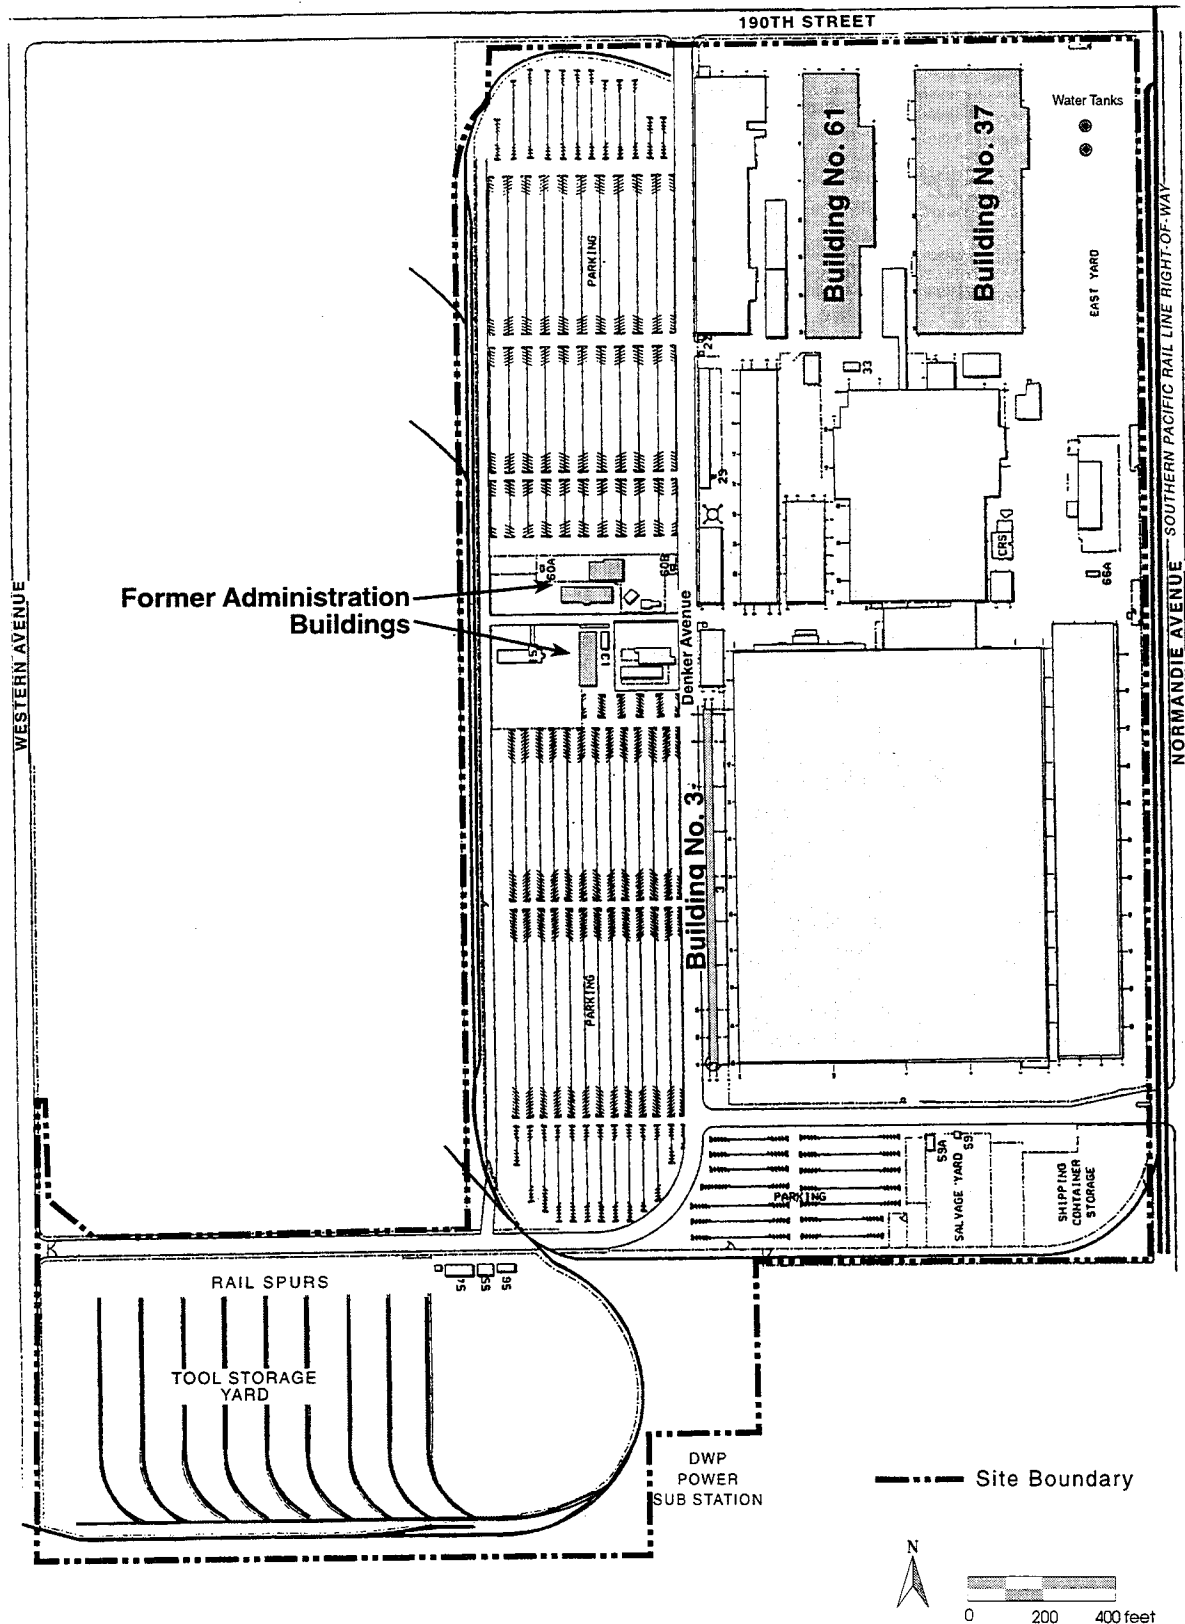 190TH STREET
Water Tanks
Building No. 61
Building No. 37
PARKING
EAST YARD
SOUTHERN PACIFIC RAIL LINE RIGHT-OF-WAY
33
29
CRS
66A
60A
60B
WESTERN AVENUE
Former Administration
Buildings
Denker Avenue
13
NORMANDIE AVENUE
Building No. 3
3
PARKING
PARKING
59A
59
SALVAGE YARD
SHIPPING
CONTAINER
STORAGE
RAIL SPURS
54
55
56
TOOL STORAGE
YARD
DWP
POWER
SUB STATION
Site Boundary
N
0 200 400 feet